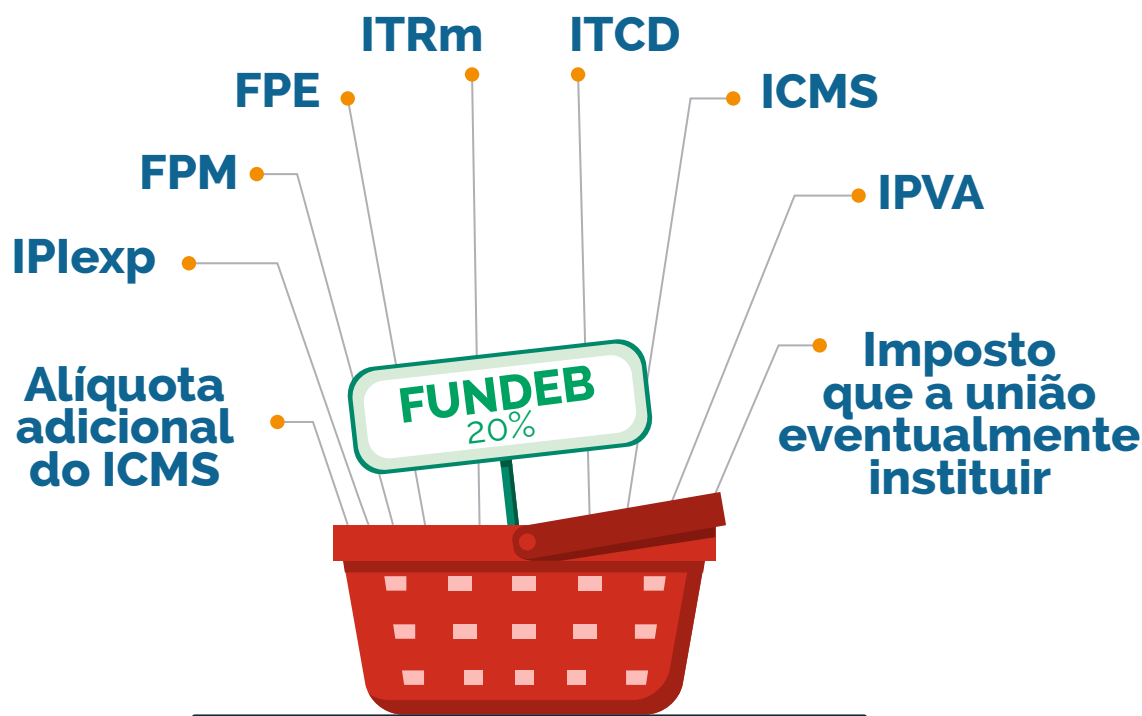 ITRm
ITCD
FPE
ICMS
FPM
IPVA
IPIexp
Alíquota
adicional
do ICMS
FUNDEB
20%
Imposto
que a união
eventualmente
instituir